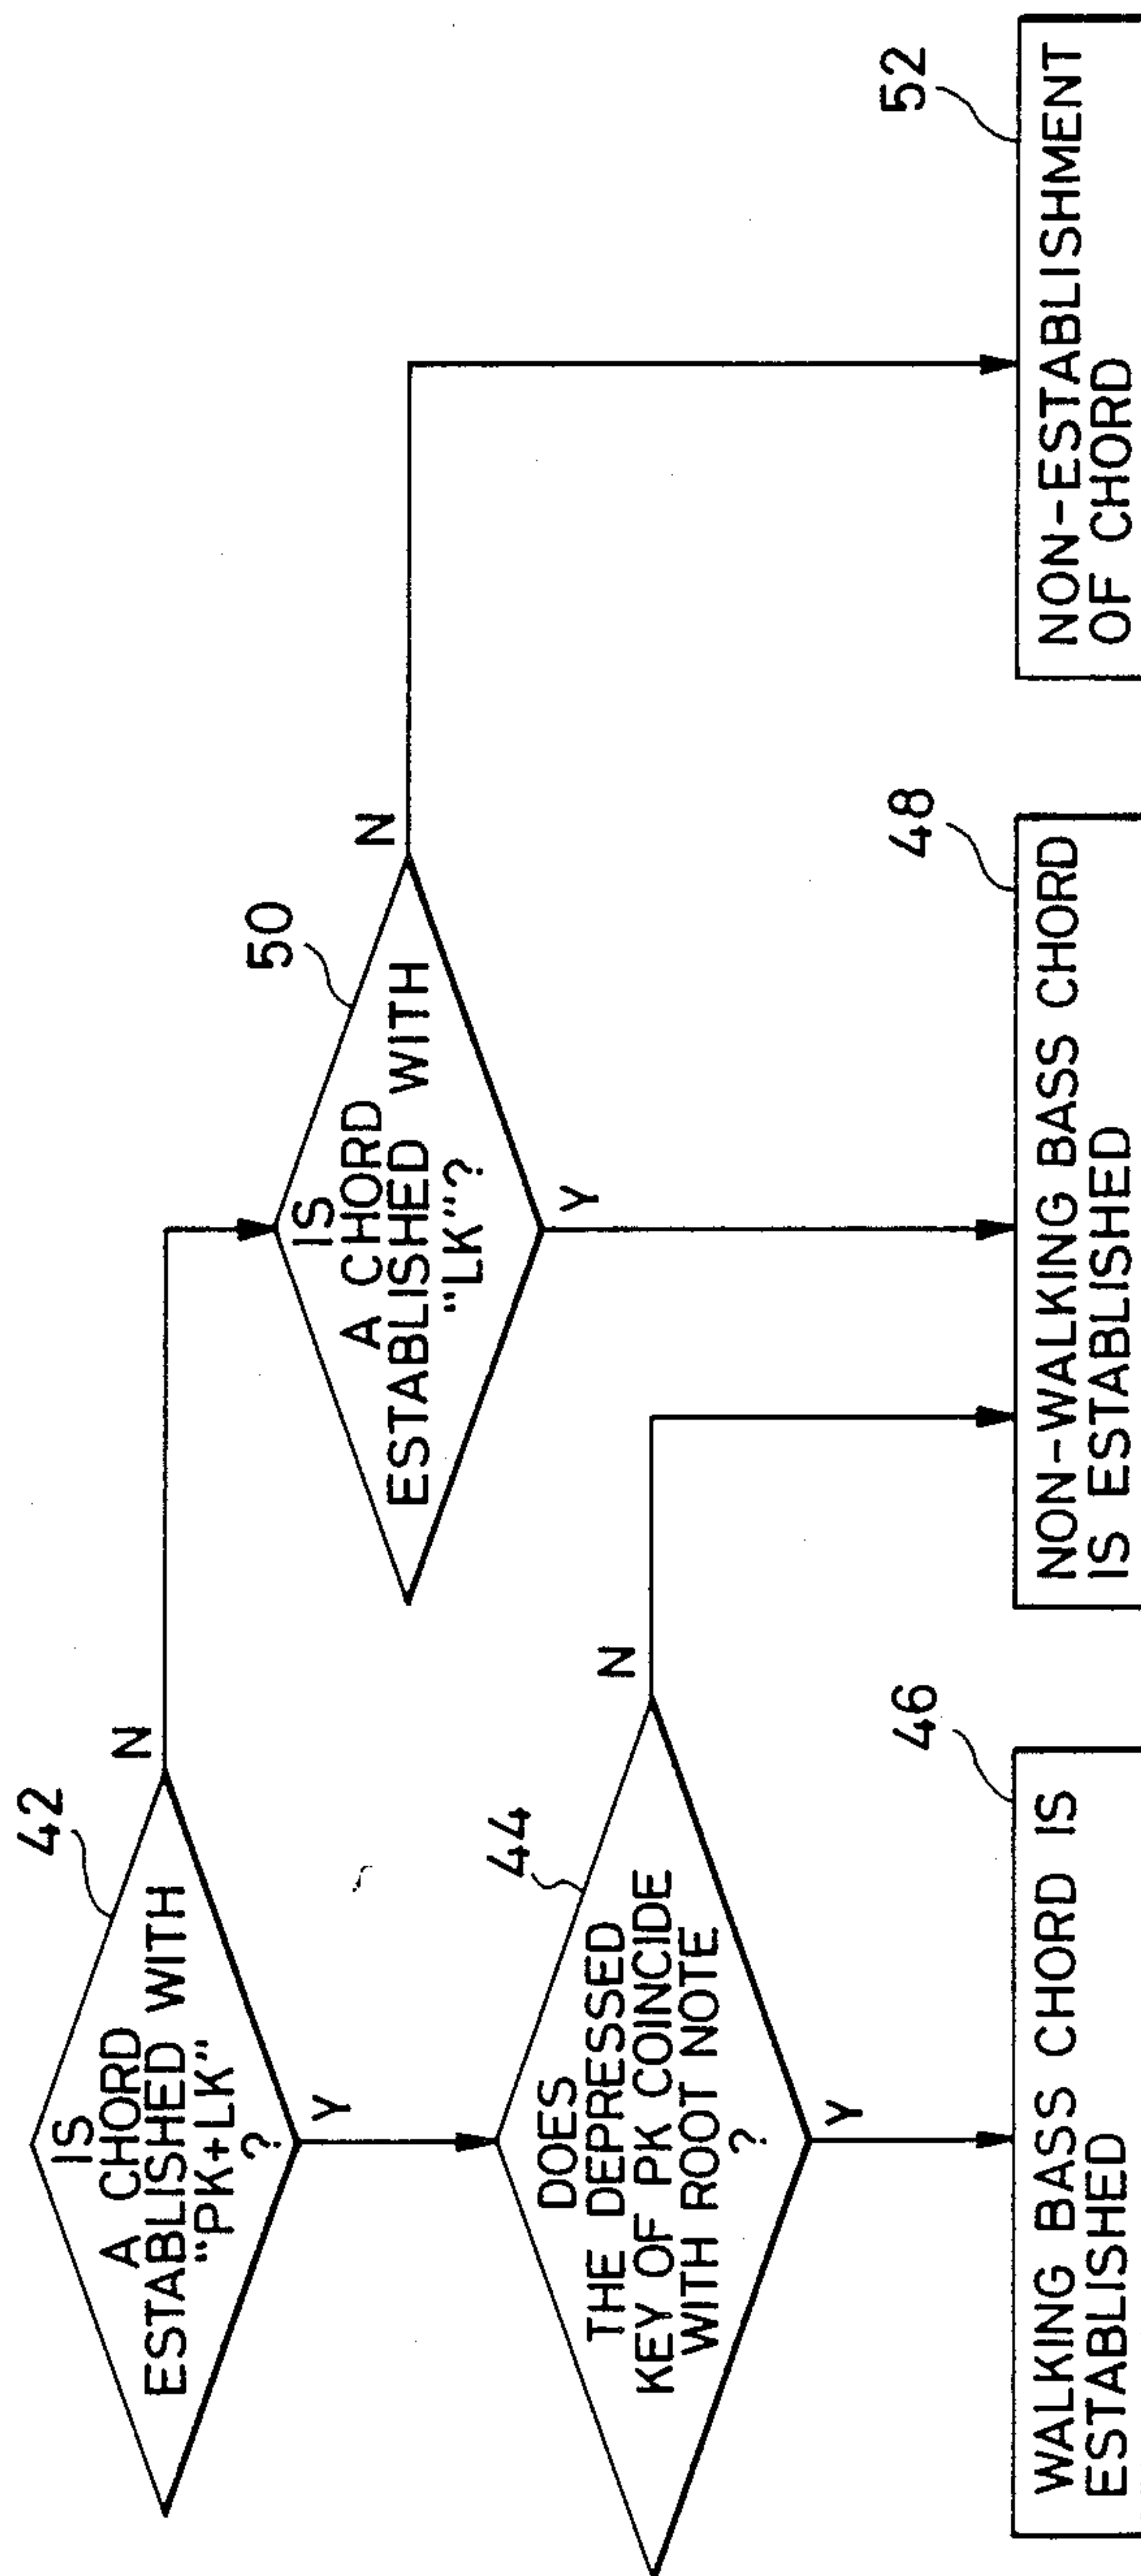 42
IS
A CHORD
ESTABLISHED WITH
"PK+LK"
?
N
Y
44
DOES
THE DEPRESSED
KEY OF PK COINCIDE
WITH ROOT NOTE
?
N
Y
46
WALKING BASS CHORD IS
ESTABLISHED
50
IS
A CHORD
ESTABLISHED WITH
"LK"?
N
Y
48
NON-WALKING BASS CHORD
IS ESTABLISHED
52
NON-ESTABLISHMENT
OF CHORD